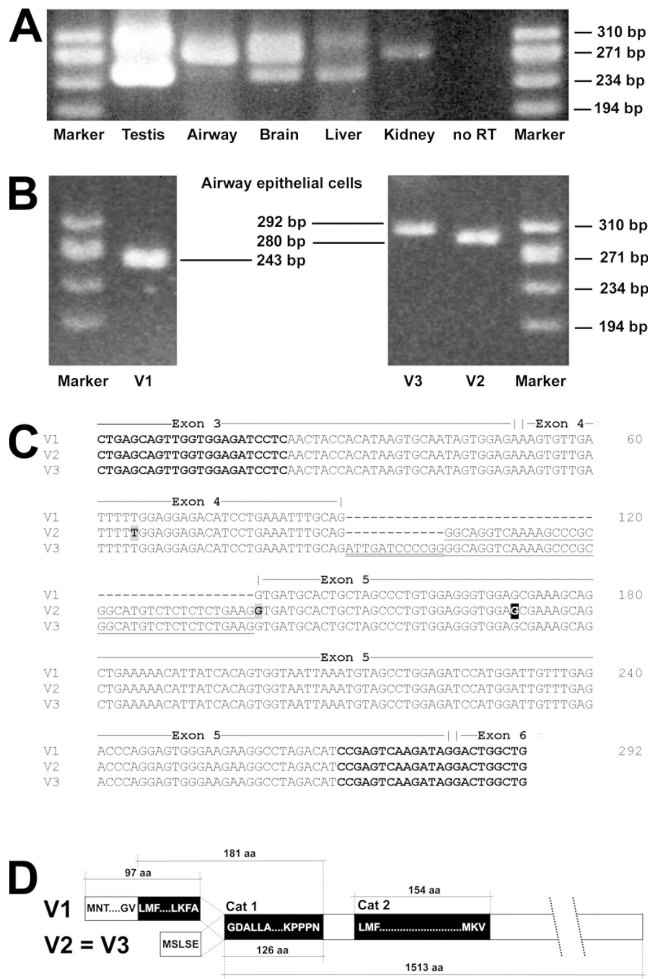 A
310 bp
271 bp
234 bp
194 bp
Marker Testis Airway Brain Liver Kidney no RT Marker
B
Airway epithelial cells
292 bp
280 bp
243 bp
310 bp
271 bp
234 bp
194 bp
Marker V1 V3 V2 Marker
C
Exon 3 Exon 4
V1 CTGAGCAGTTGGTGGAGATCCTCAACTACCACATAAGTGCAATAGTGGAGAAAGTGTTGA 60
V2 CTGAGCAGTTGGTGGAGATCCTCAACTACCACATAAGTGCAATAGTGGAGAAAGTGTTGA
V3 CTGAGCAGTTGGTGGAGATCCTCAACTACCACATAAGTGCAATAGTGGAGAAAGTGTTGA
Exon 4
V1 TTTTTGGAGGAGACATCCTGAAATTTGCAG------------------------------ 120
V2 TTTTTGGAGGAGACATCCTGAAATTTGCAG------------GGCAGGTCAAAAGCCCGC
V3 TTTTTGGAGGAGACATCCTGAAATTTGCAGATTGATCCCCGGGGCAGGTCAAAAGCCCGC
Exon 5
V1 -------------------GTGATGCACTGCTAGCCCTGTGGAGGGTGGAGCGAAAGCAG 180
V2 GGCATGTCTCTCTCTGAAGGTGATGCACTGCTAGCCCTGTGGAGGGTGGAGCGAAAGCAG
V3 GGCATGTCTCTCTCTGAAGGTGATGCACTGCTAGCCCTGTGGAGGGTGGAGCGAAAGCAG
Exon 5
V1 CTGAAAAACATTATCACAGTGGTAATTAAATGTAGCCTGGAGATCCATGGATTGTTTGAG 240
V2 CTGAAAAACATTATCACAGTGGTAATTAAATGTAGCCTGGAGATCCATGGATTGTTTGAG
V3 CTGAAAAACATTATCACAGTGGTAATTAAATGTAGCCTGGAGATCCATGGATTGTTTGAG
Exon 5 Exon 6
V1 ACCCAGGAGTGGGAAGAAGGCCTAGACATCCGAGTCAAGATAGGACTGGCTG 292
V2 ACCCAGGAGTGGGAAGAAGGCCTAGACATCCGAGTCAAGATAGGACTGGCTG
V3 ACCCAGGAGTGGGAAGAAGGCCTAGACATCCGAGTCAAGATAGGACTGGCTG
D
181 aa
97 aa 154 aa
V1 MNT....GV LMF....LKFA Cat 1 Cat 2
GDALLA....KPPPN LMF...........................MKV
V2 = V3 MSLSE
126 aa
1513 aa